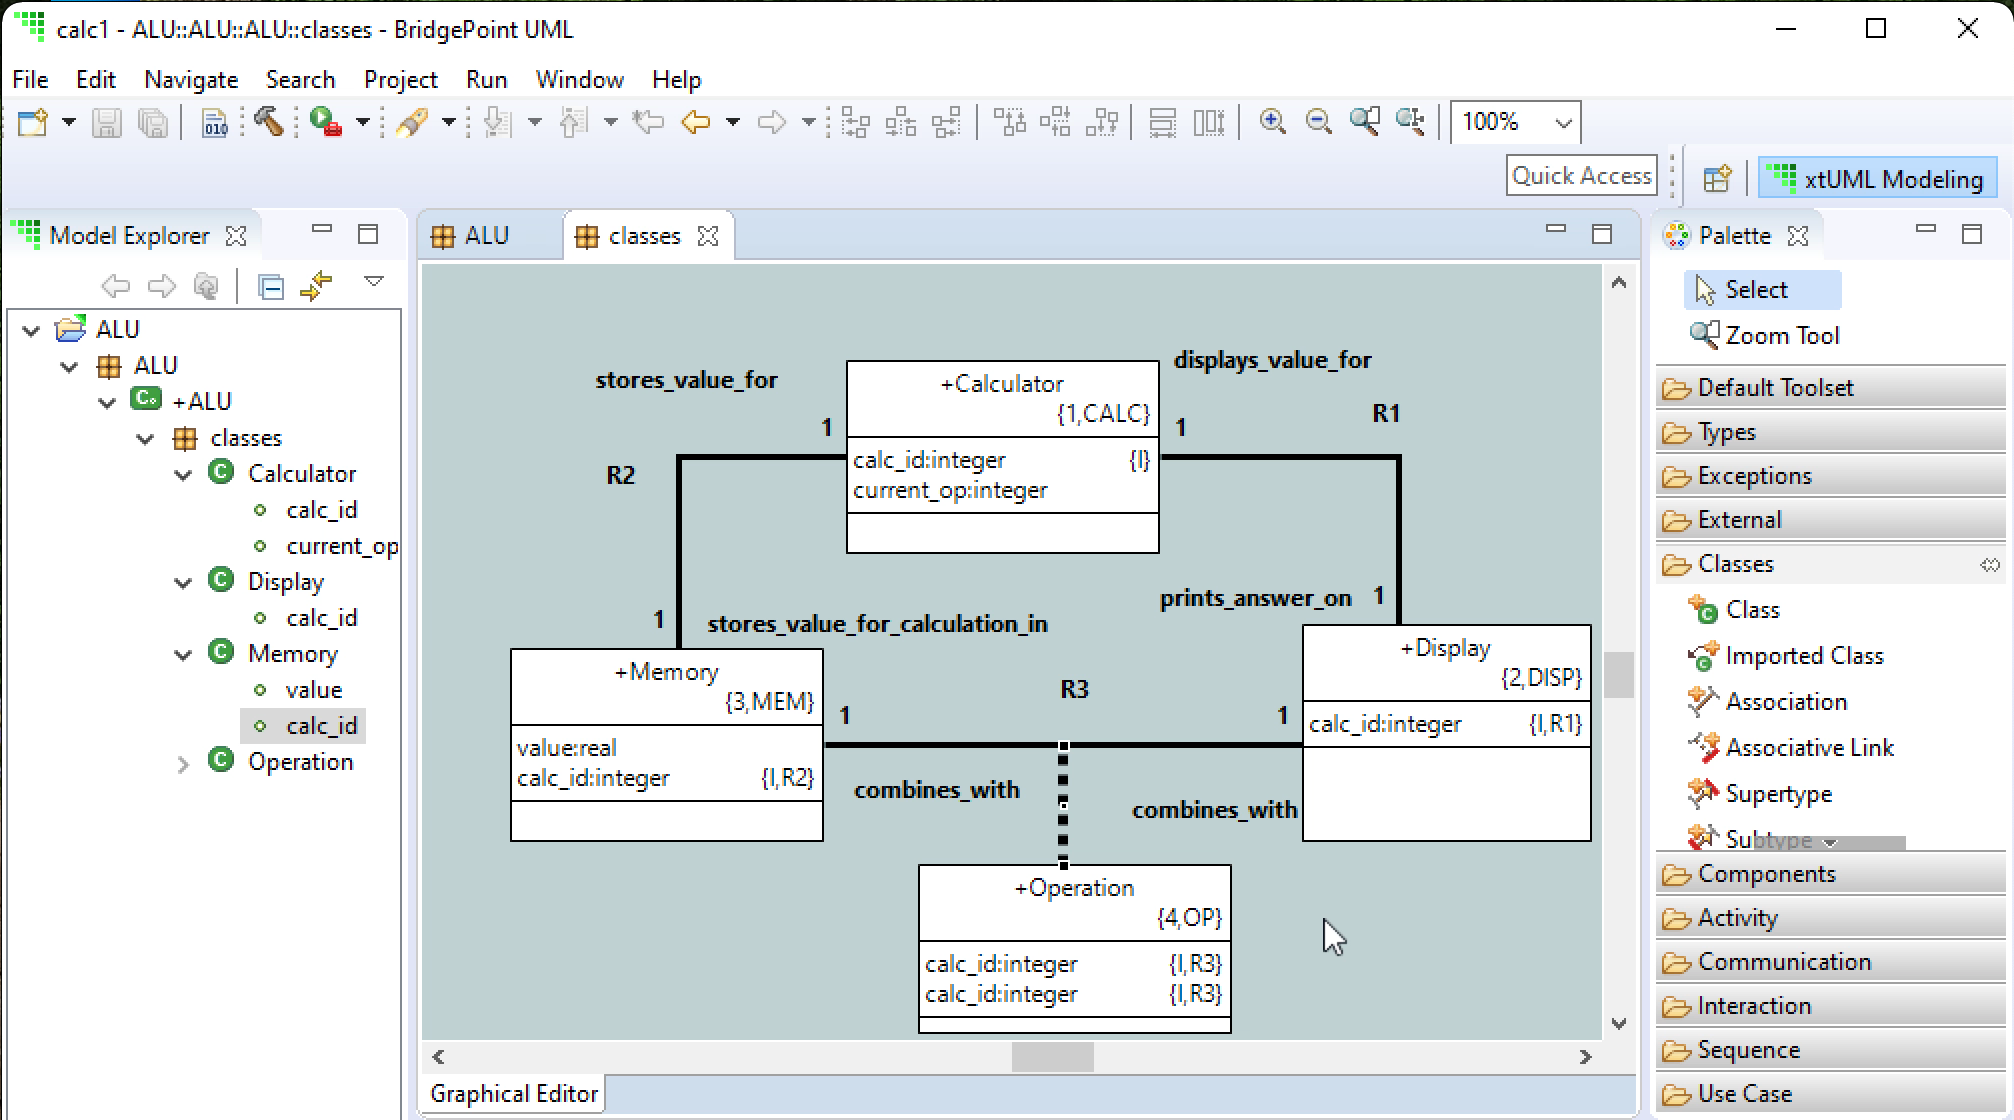 calc1 - ALU::ALU::ALU::classes - BridgePoint UML
File Edit Navigate Search Project Run Window Help
010
100%
Quick Access
xtUML Modeling
Model Explorer
ALU
ALU
+ALU
classes
Calculator
calc_id
current_op
Display
calc_id
Memory
value
calc_id
Operation
ALU
classes
stores_value_for
displays_value_for
+Calculator
{1,CALC}
1
1
R1
calc_id:integer {I}
current_op:integer
R2
1
stores_value_for_calculation_in
prints_answer_on 1
+Memory
{3,MEM}
value:real
calc_id:integer {I,R2}
R3
1
1
+Display
{2,DISP}
calc_id:integer {I,R1}
combines_with
combines_with
+Operation
{4,OP}
calc_id:integer {I,R3}
calc_id:integer {I,R3}
Graphical Editor
Palette
Select
Zoom Tool
Default Toolset
Types
Exceptions
External
Classes
Class
Imported Class
Association
Associative Link
Supertype
Subtype
Components
Activity
Communication
Interaction
Sequence
Use Case